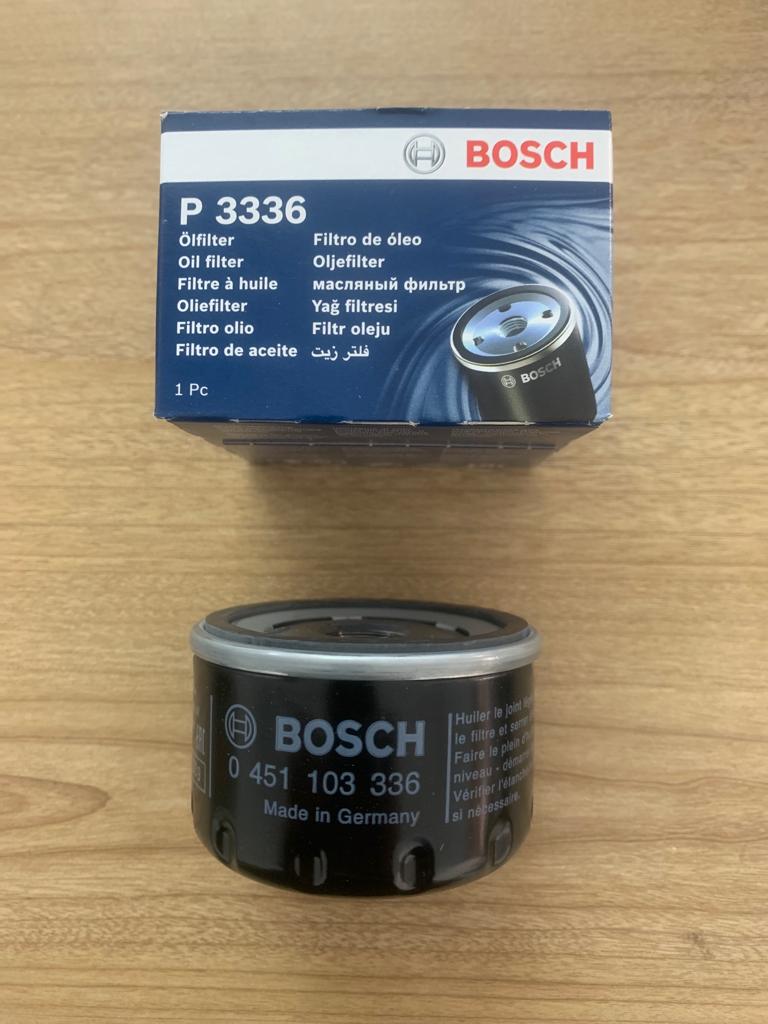 BOSCH
P 3336
Ölfilter
Oil filter
Filtre à huile
Oliefilter
Filtro olio
Filtro de aceite
Filtro de óleo
Oljefilter
масляный фильтр
Yağ filtresi
Filtr oleju
فلتر زيت
1 Pc
BOSCH
BOSCH
0 451 103 336
Made in Germany
Huiler le joint
le filtre et serrer
Faire le plein
niveau - démarrer
Vérifier l'étanchéité
si nécessaire.